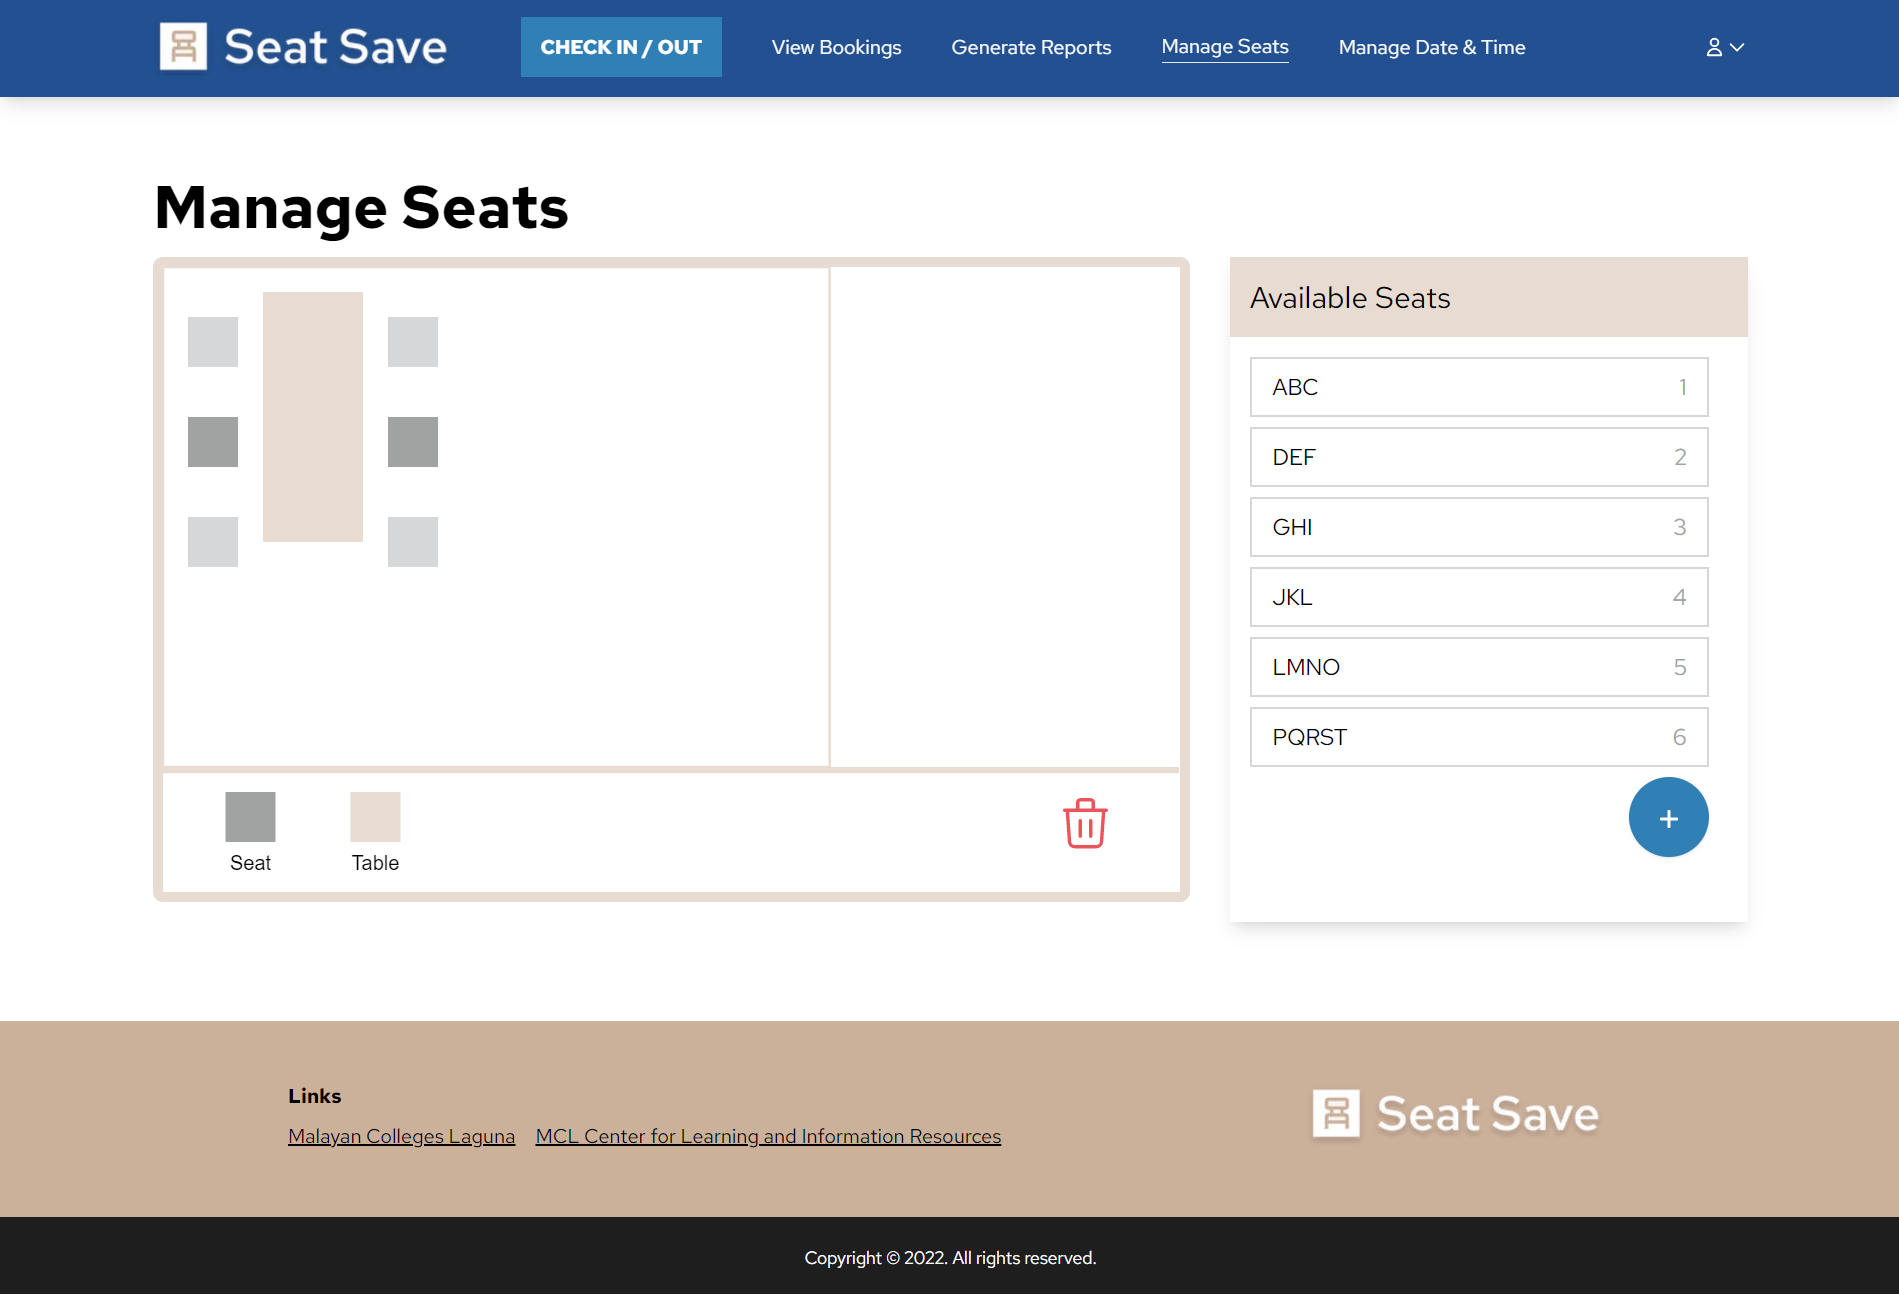 Seat Save
CHECK IN / OUT
View Bookings
Generate Reports
Manage Seats
Manage Date & Time
Manage Seats
Seat
Table
Available Seats
ABC 1
DEF 2
GHI 3
JKL 4
LMNO 5
PQRST 6
+
Links
Malayan Colleges Laguna MCL Center for Learning and Information Resources
Seat Save
Copyright © 2022. All rights reserved.